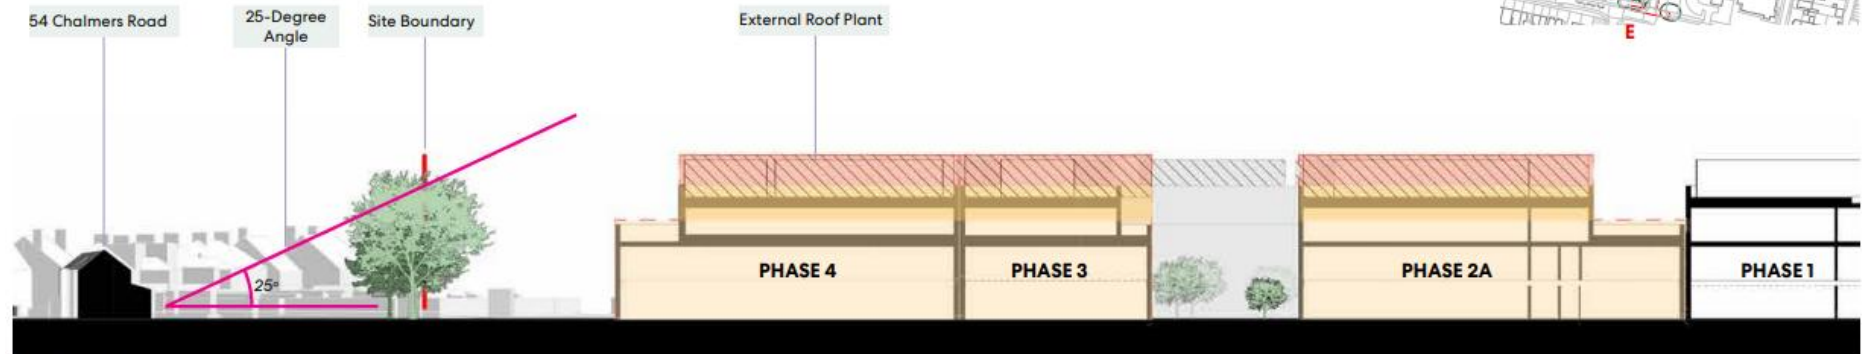 54 Chalmers Road
25-Degree
Angle
Site Boundary
External Roof Plant
E
25°
PHASE 4
PHASE 3
PHASE 2A
PHASE 1